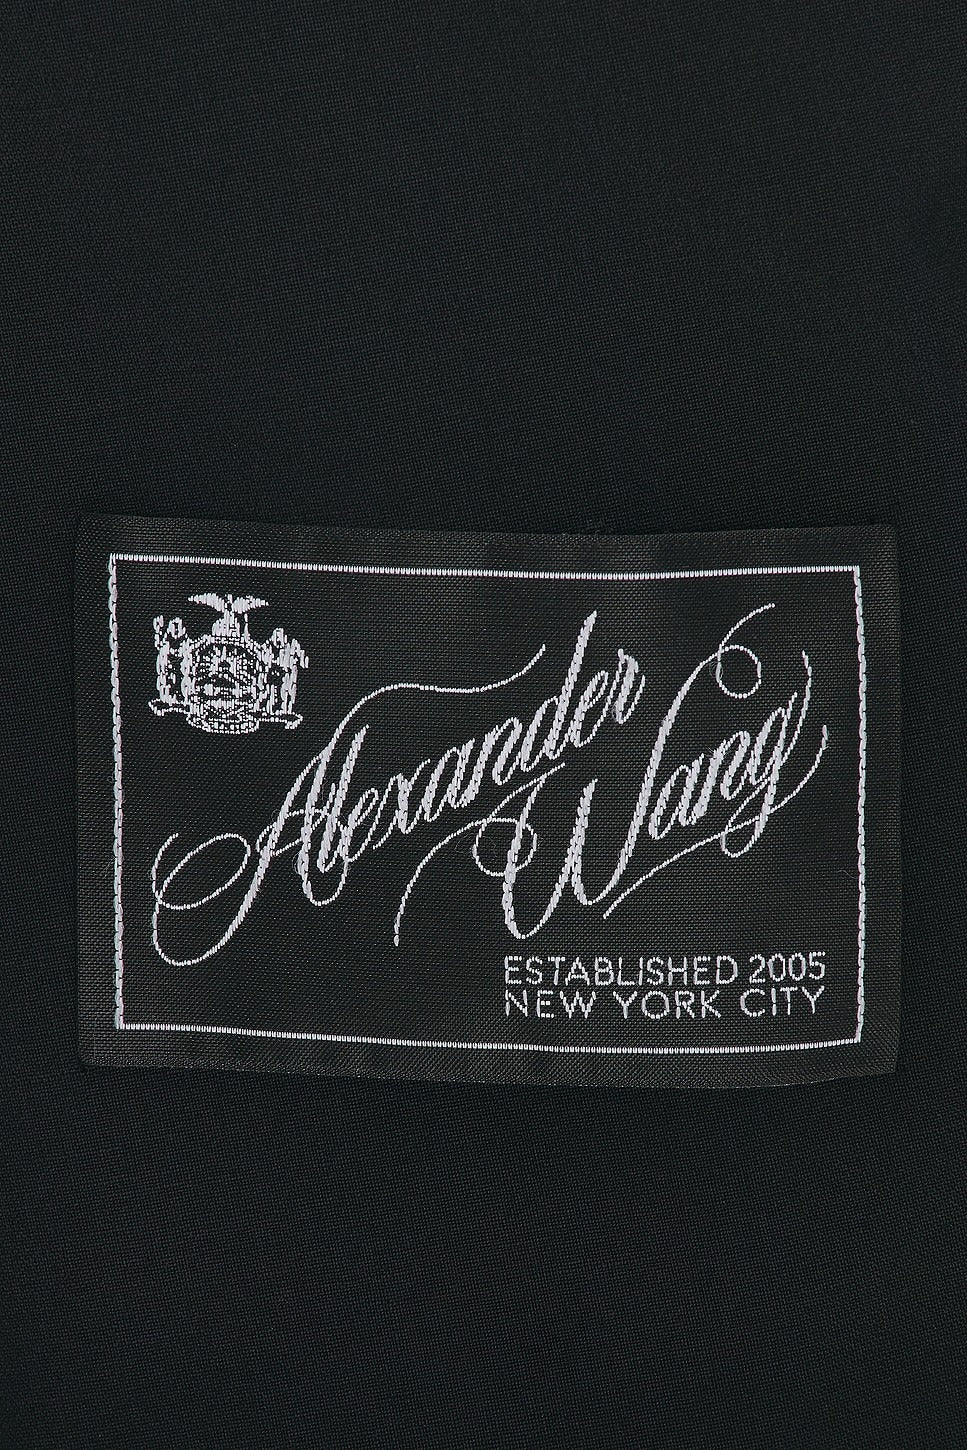 Alexander
Wang
ESTABLISHED 2005
NEW YORK CITY